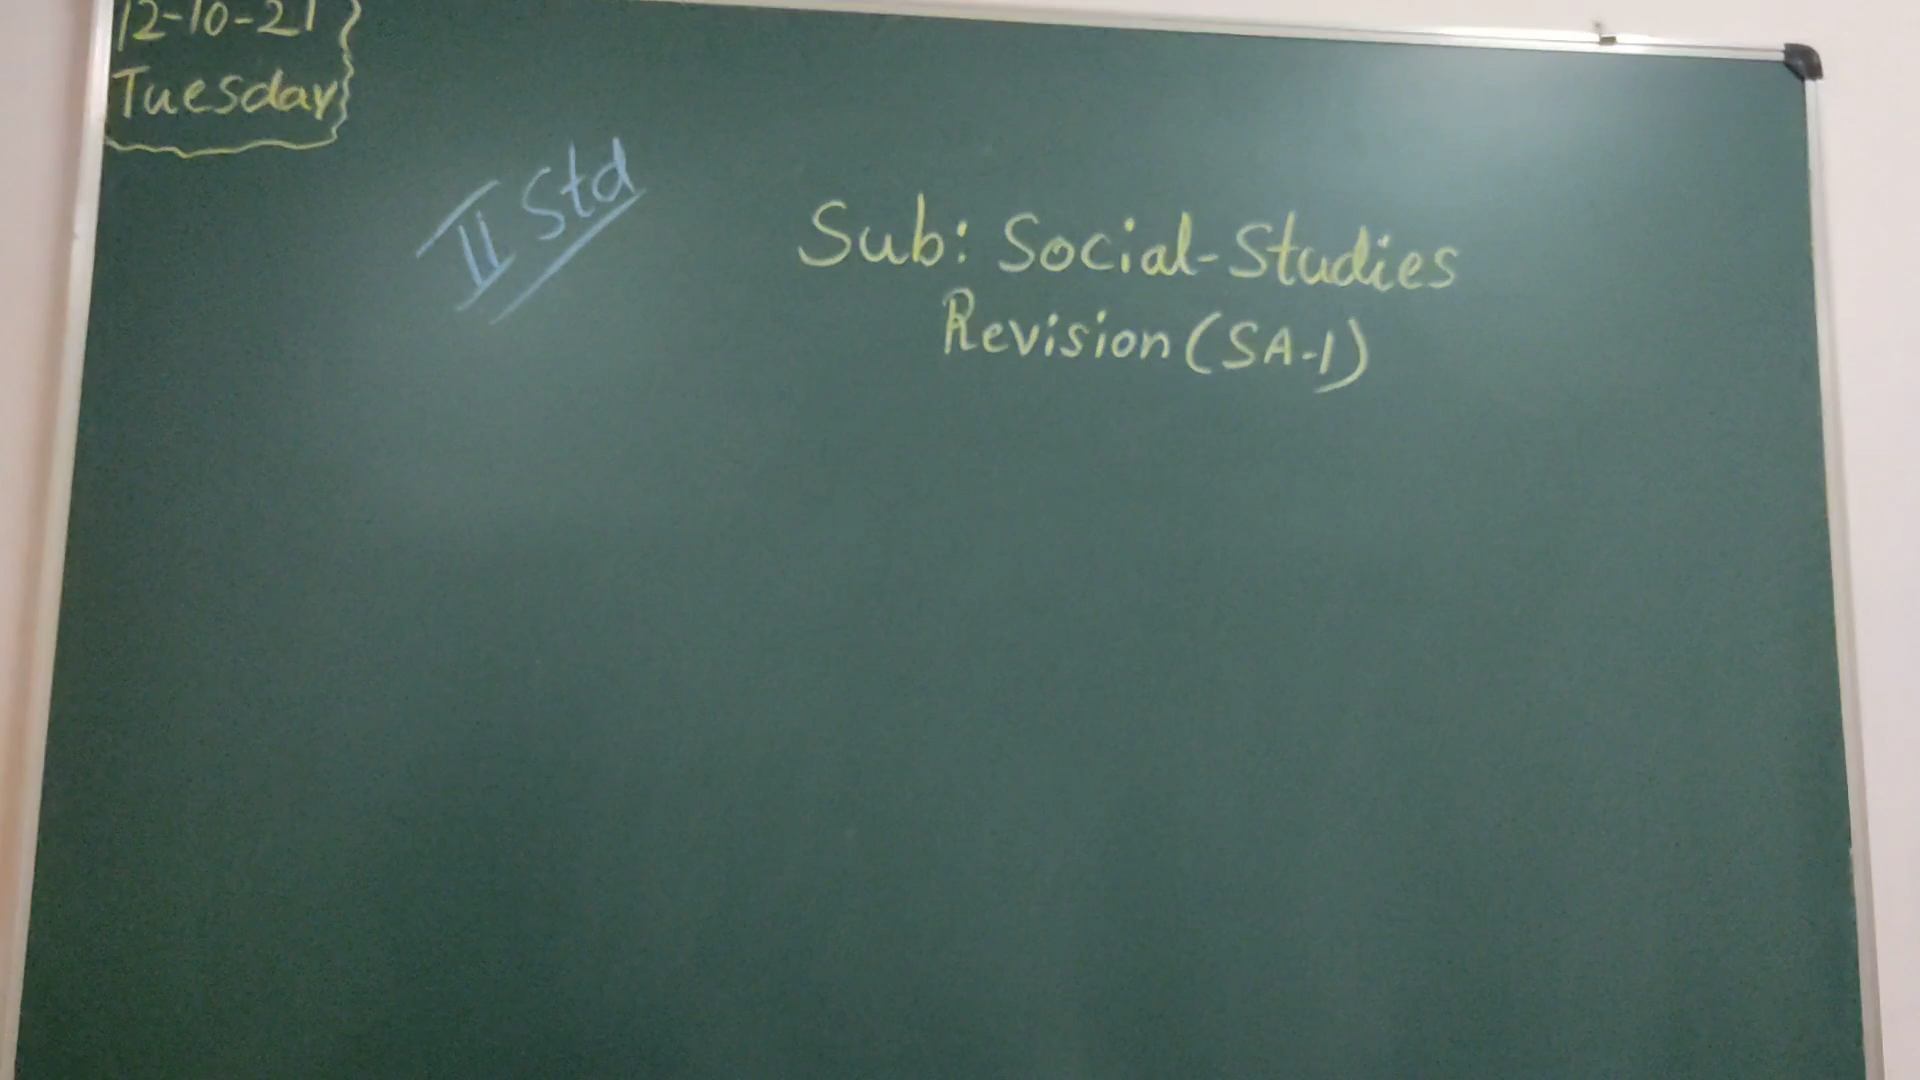 12-10-21
Tuesday
II Std
Sub: Social-Studies
Revision (SA-1)